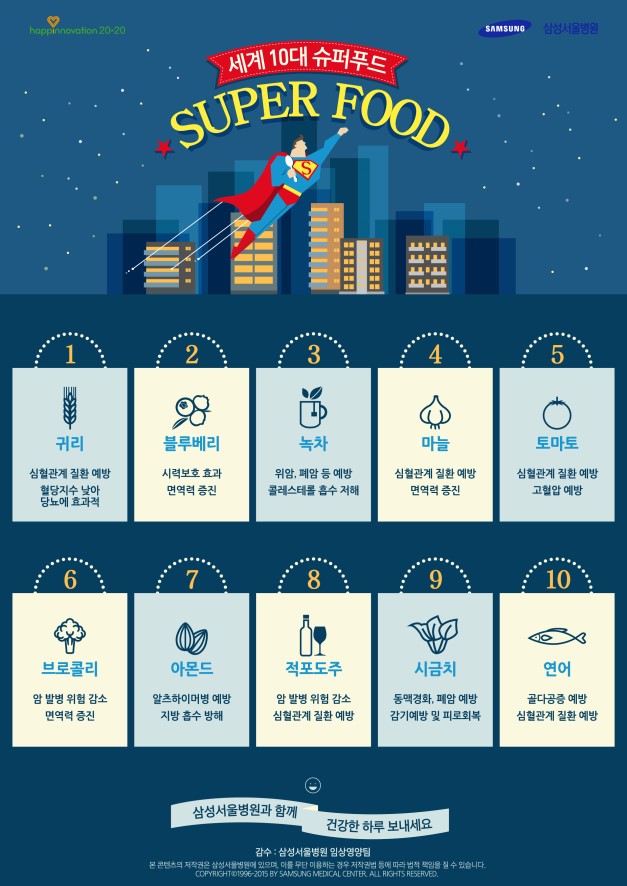 happinnovation 20•20
SAMSUNG 삼성서울병원
세계 10대 슈퍼푸드
SUPER FOOD
S
1
귀리
심혈관계 질환 예방
혈당지수 낮아
당뇨에 효과적
2
블루베리
시력보호 효과
면역력 증진
3
녹차
위암, 폐암 등 예방
콜레스테롤 흡수 저해
4
마늘
심혈관계 질환 예방
면역력 증진
5
토마토
심혈관계 질환 예방
고혈압 예방
6
브로콜리
암 발병 위험 감소
면역력 증진
7
아몬드
알츠하이머병 예방
지방 흡수 방해
8
적포도주
암 발병 위험 감소
심혈관계 질환 예방
9
시금치
동맥경화, 폐암 예방
감기예방 및 피로회복
10
연어
골다공증 예방
심혈관계 질환 예방
삼성서울병원과 함께
건강한 하루 보내세요
감수 : 삼성서울병원 임상영양팀
본 콘텐츠의 저작권은 삼성서울병원에 있으며, 이를 무단 이용하는 경우 저작권법 등에 따라 법적 책임을 질 수 있습니다.
COPYRIGHT©1996-2015 BY SAMSUNG MEDICAL CENTER. ALL RIGHTS RESERVED.